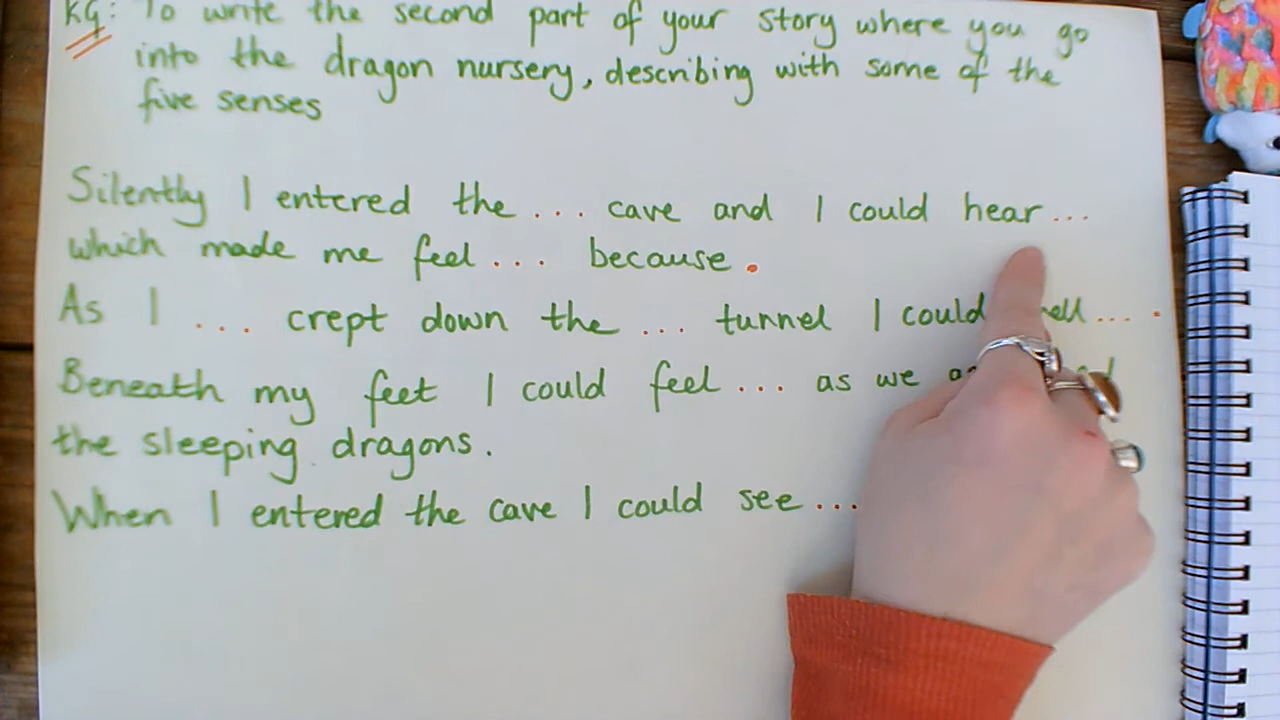 KG: To write the second part of your story where you go
into the dragon nursery, describing with some of the
five senses
Silently I entered the ... cave and I could hear...
which made me feel ... because.
As I ... crept down the ... tunnel I could ... .
Beneath my feet I could feel ... as we
the sleeping dragons.
When I entered the cave I could see ...